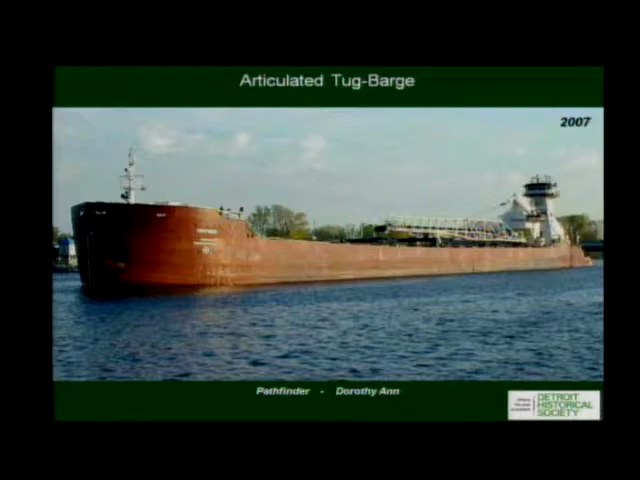 Articulated Tug-Barge
2007
Pathfinder - Dorothy Ann
DETROIT
HISTORICAL
SOCIETY